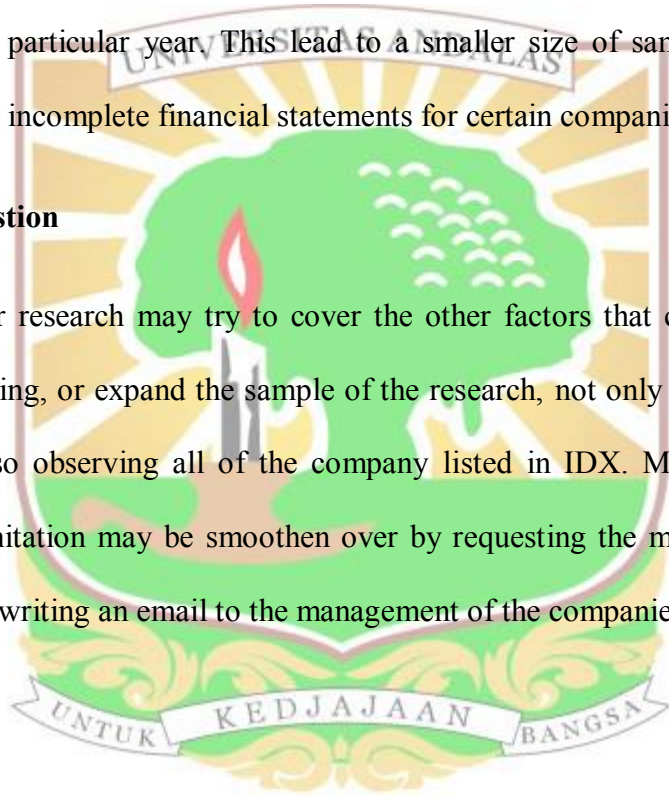 particular year. This lead to a smaller size of sam
UNIVERSITAS ANDALAS
incomplete financial statements for certain compani
stion
r research may try to cover the other factors that c
ing, or expand the sample of the research, not only
so observing all of the company listed in IDX. M
nitation may be smoothen over by requesting the m
writing an email to the management of the companie
UNTUK KEDJAJAAN BANGSA